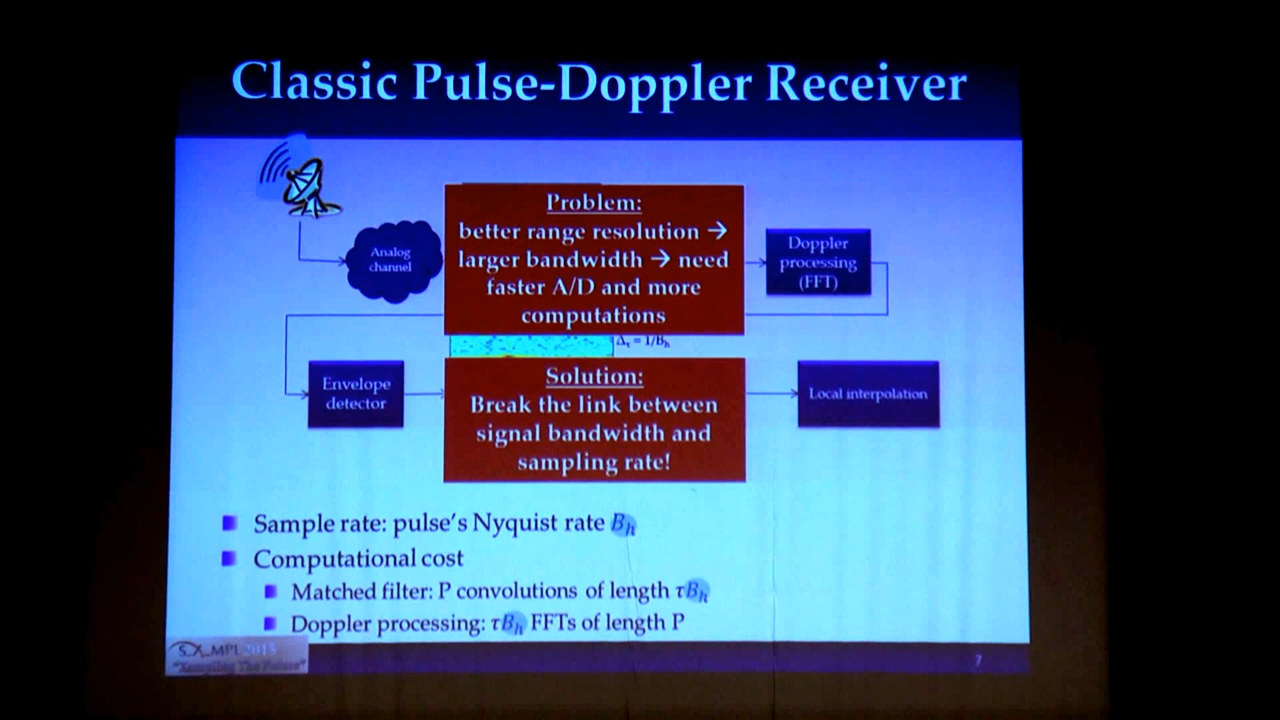 Classic Pulse-Doppler Receiver
Problem:
better range resolution →
larger bandwidth → need
faster A/D and more
computations
Analog
channel
Doppler
processing
(FFT)
Δτ = 1/Bh
Envelope
detector
Solution:
Break the link between
signal bandwidth and
sampling rate!
Local interpolation
Sample rate: pulse's Nyquist rate Bh
Computational cost
Matched filter: P convolutions of length τBh
Doppler processing: τBh FFTs of length P
SAMPL 2015
"Xampling The Future"
7